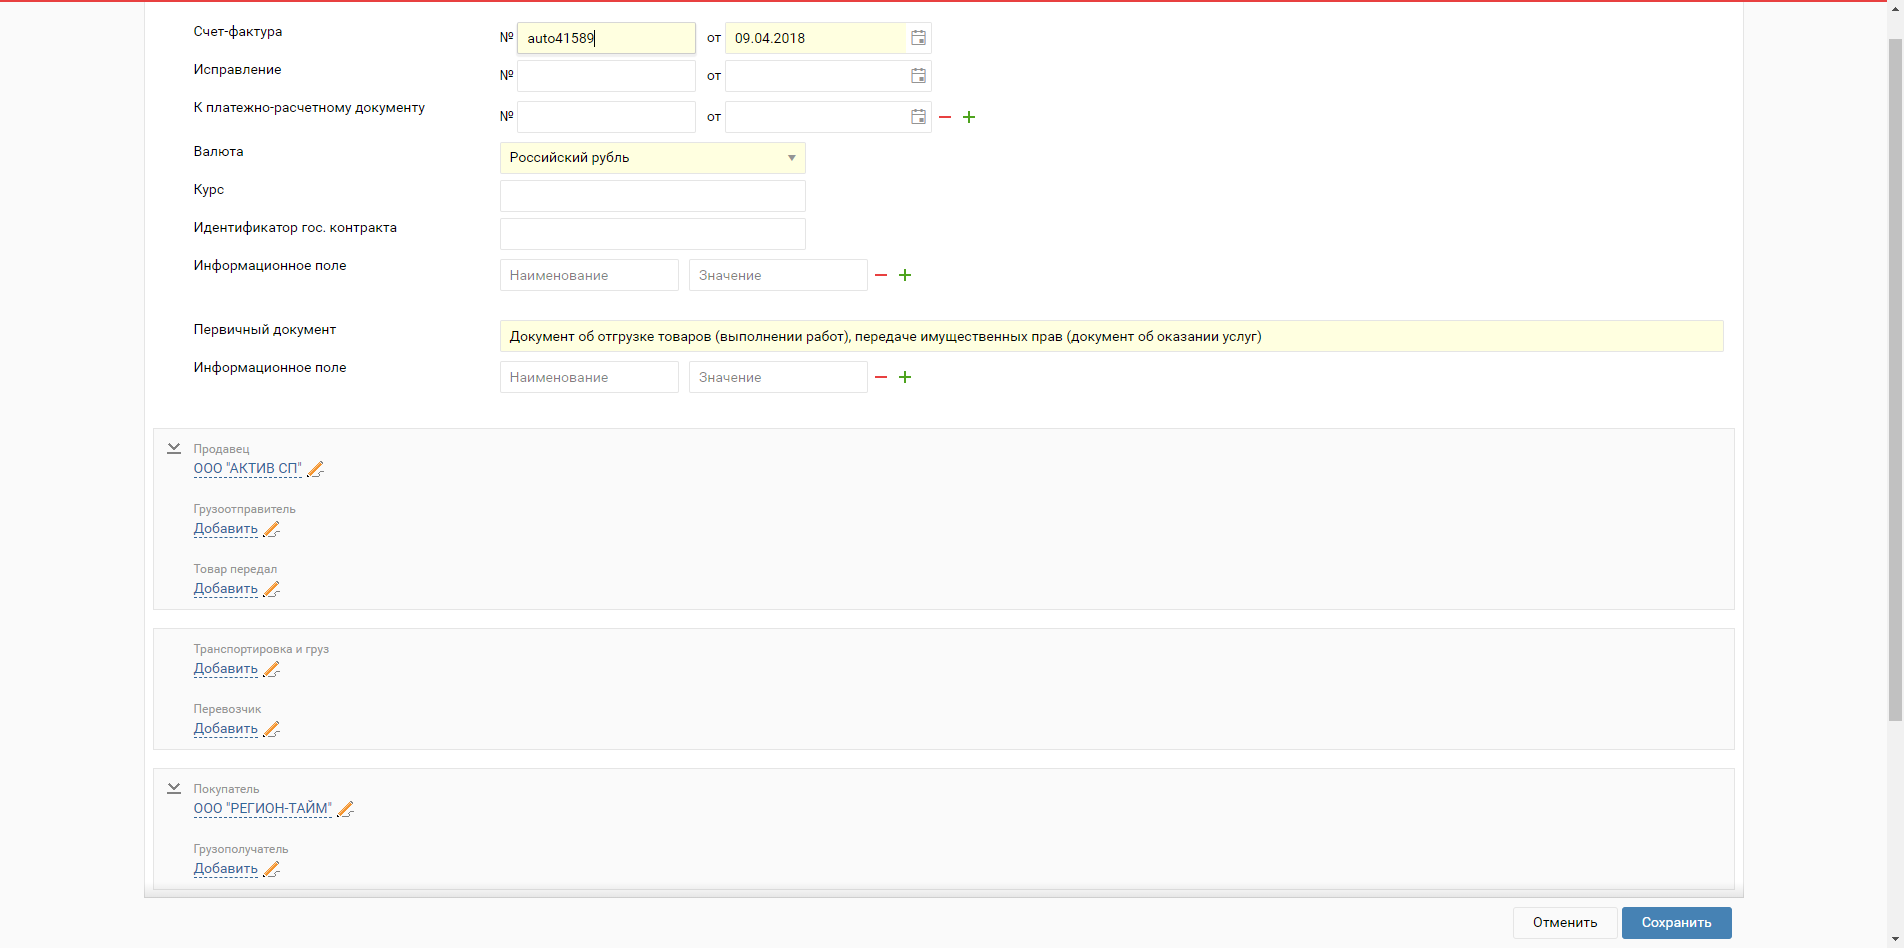 Счет-фактура № auto41589 от 09.04.2018
Исправление № от
К платежно-расчетному документу № от
Валюта Российский рубль
Курс
Идентификатор гос. контракта
Информационное поле Наименование Значение
Первичный документ Документ об отгрузке товаров (выполнении работ), передаче имущественных прав (документ об оказании услуг)
Информационное поле Наименование Значение
Продавец
ООО "АКТИВ СП"
Грузоотправитель
Добавить
Товар передал
Добавить
Транспортировка и груз
Добавить
Перевозчик
Добавить
Покупатель
ООО "РЕГИОН-ТАЙМ"
Грузополучатель
Добавить
Отменить Сохранить